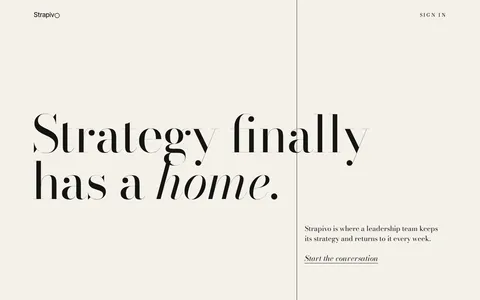 Strapivo
SIGN IN
Strategy finally
has a home.
Strapivo is where a leadership team keeps
its strategy and returns to it every week.
Start the conversation